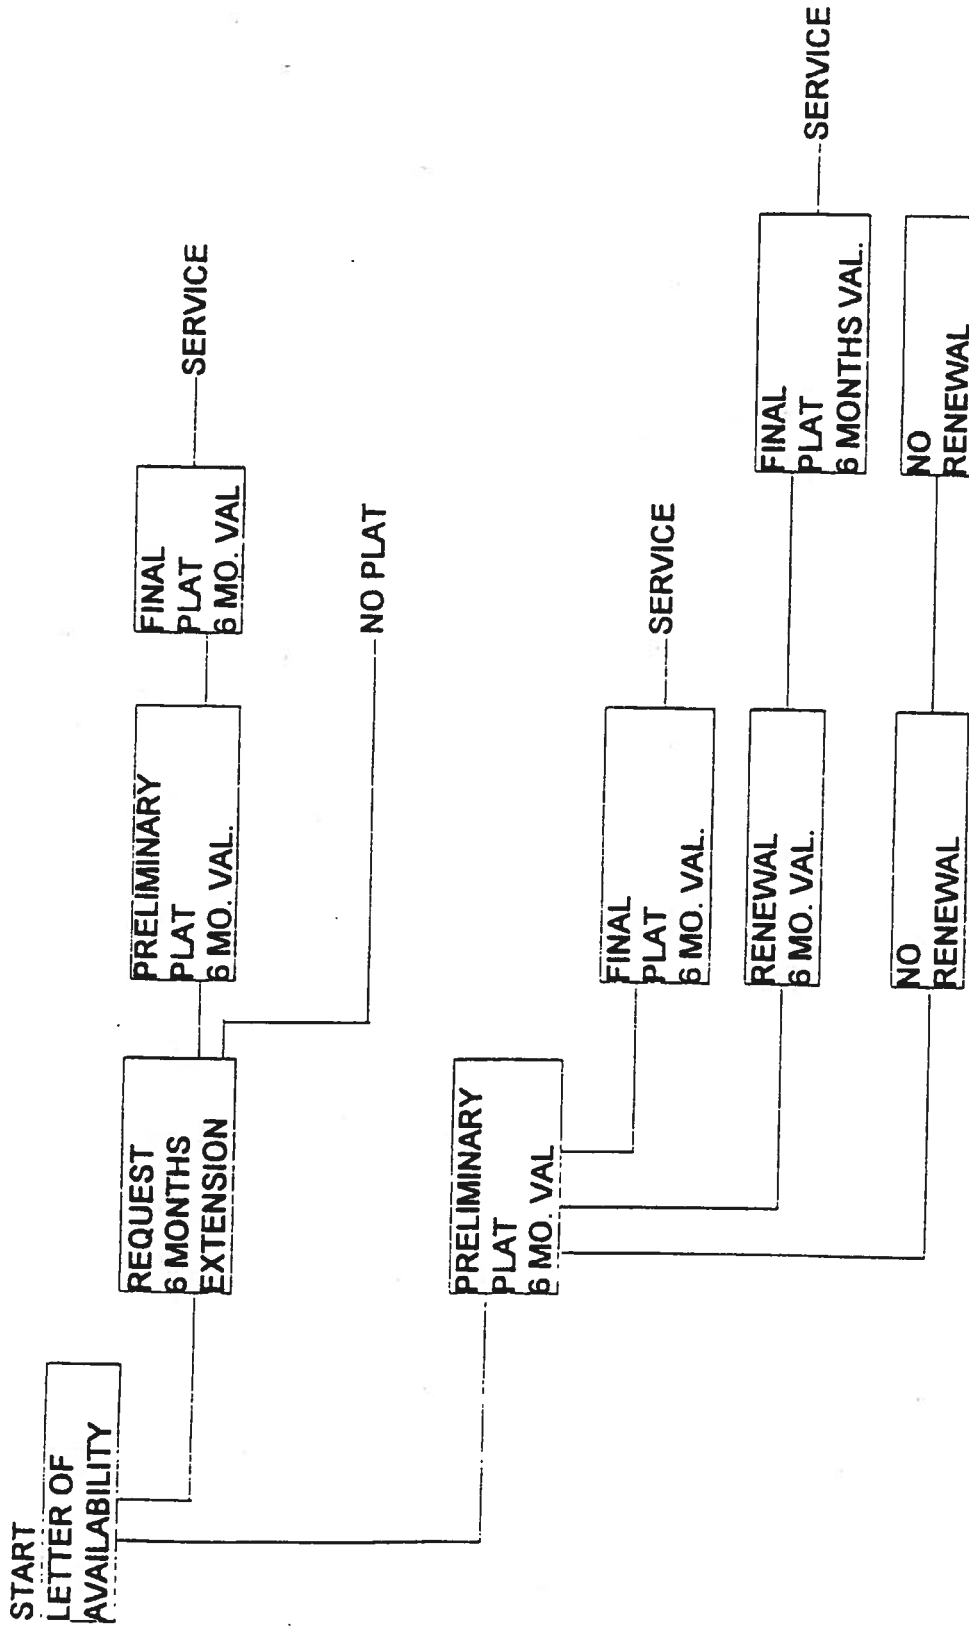 START
LETTER OF
AVAILABILITY
REQUEST
6 MONTHS
EXTENSION
PRELIMINARY
PLAT
6 MO. VAL.
FINAL
PLAT
6 MO. VAL
SERVICE
NO PLAT
PRELIMINARY
PLAT
6 MO. VAL
FINAL
PLAT
6 MO. VAL.
SERVICE
RENEWAL
6 MO. VAL.
FINAL
PLAT
6 MONTHS VAL.
SERVICE
NO
RENEWAL
NO
RENEWAL